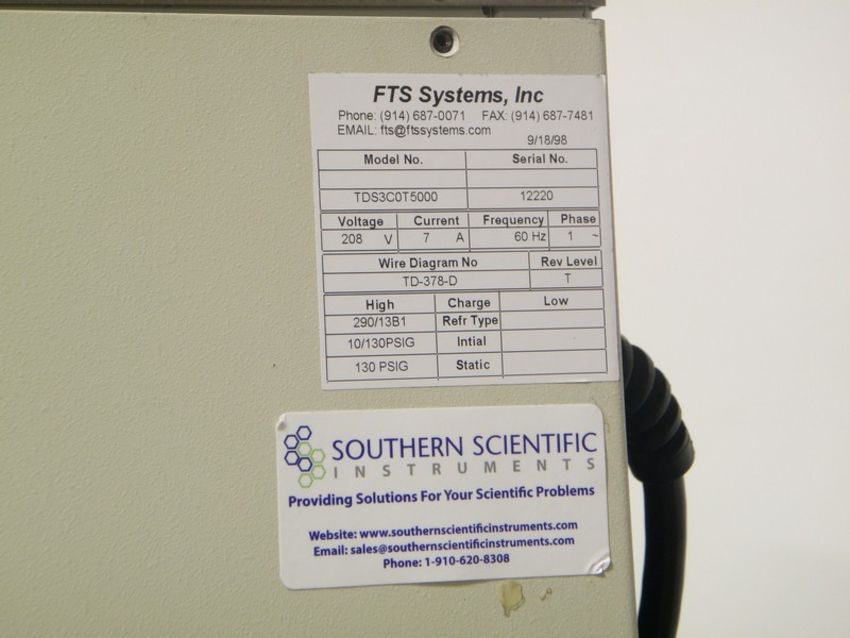 FTS Systems, Inc
Phone: (914) 687-0071 FAX: (914) 687-7481
EMAIL: fts@ftssystems.com
9/18/98
Model No. Serial No.
TDS3C0T5000 12220
Voltage Current Frequency Phase
208 V 7 A 60 Hz 1 ~
Wire Diagram No Rev Level
TD-378-D T
High Charge Low
290/13B1 Refr Type
10/130PSIG Intial
130 PSIG Static
SOUTHERN SCIENTIFIC
INSTRUMENTS
Providing Solutions For Your Scientific Problems
Website: www.southernscientificinstruments.com
Email: sales@southernscientificinstruments.com
Phone: 1-910-620-8308